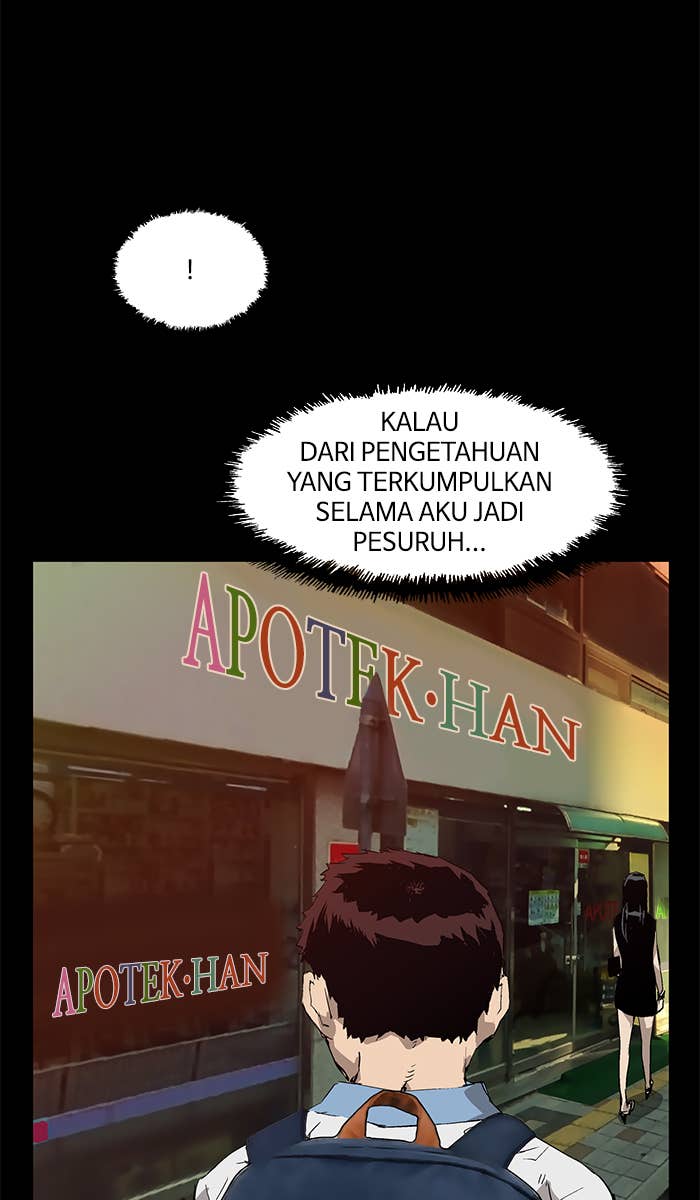 !
KALAU
DARI PENGETAHUAN
YANG TERKUMPULKAN
SELAMA AKU JADI
PESURUH...
APOTEK·HAN
APOTEK·HAN